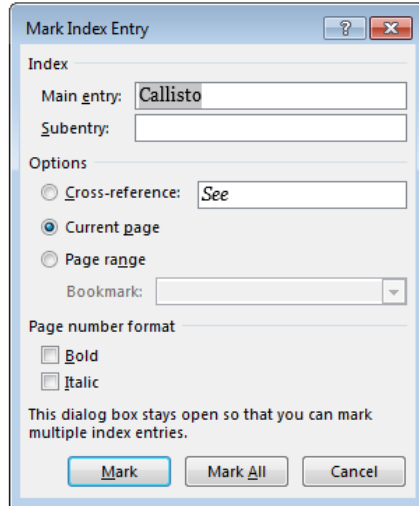 Mark Index Entry
Index
Main entry: Callisto
Subentry:
Options
Cross-reference: See
Current page
Page range
Bookmark:
Page number format
Bold
Italic
This dialog box stays open so that you can mark
multiple index entries.
Mark Mark All Cancel